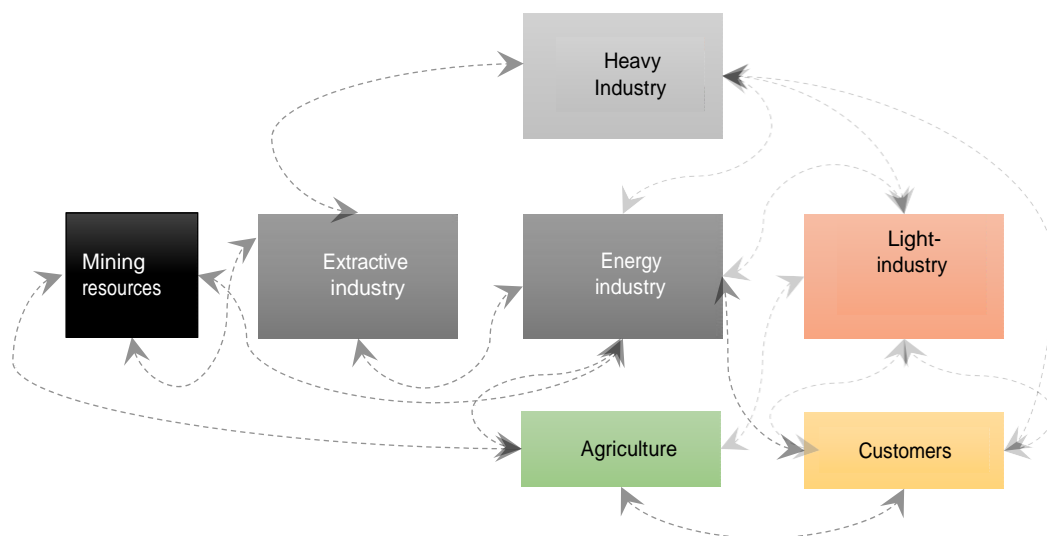 Heavy
Industry
Mining
resources
Extractive
industry
Energy
industry
Light-
industry
Agriculture
Customers